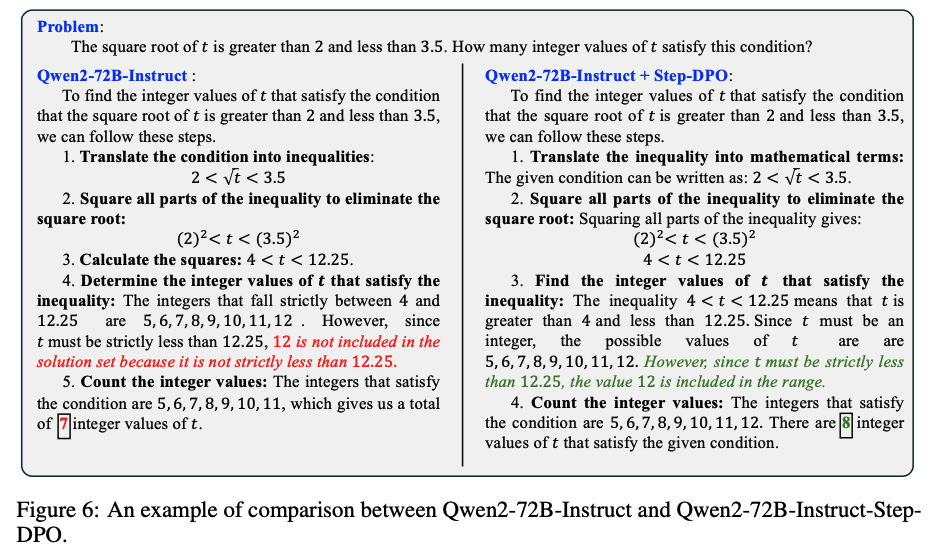 Problem:
The square root of t is greater than 2 and less than 3.5. How many integer values of t satisfy this condition?
Qwen2-72B-Instruct :
To find the integer values of t that satisfy the condition
that the square root of t is greater than 2 and less than 3.5,
we can follow these steps.
1. Translate the condition into inequalities:
2 < √t < 3.5
2. Square all parts of the inequality to eliminate the
square root:
(2)²< t < (3.5)²
3. Calculate the squares: 4 < t < 12.25.
4. Determine the integer values of t that satisfy the
inequality: The integers that fall strictly between 4 and
12.25 are 5, 6, 7, 8, 9, 10, 11, 12 . However, since
t must be strictly less than 12.25, 12 is not included in the
solution set because it is not strictly less than 12.25.
5. Count the integer values: The integers that satisfy
the condition are 5, 6, 7, 8, 9, 10, 11, which gives us a total
of 7 integer values of t.
Qwen2-72B-Instruct + Step-DPO:
To find the integer values of t that satisfy the condition
that the square root of t is greater than 2 and less than 3.5,
we can follow these steps.
1. Translate the inequality into mathematical terms:
The given condition can be written as: 2 < √t < 3.5.
2. Square all parts of the inequality to eliminate the
square root: Squaring all parts of the inequality gives:
(2)²< t < (3.5)²
4 < t < 12.25
3. Find the integer values of t that satisfy the
inequality: The inequality 4 < t < 12.25 means that t is
greater than 4 and less than 12.25. Since t must be an
integer, the possible values of t are are
5, 6, 7, 8, 9, 10, 11, 12. However, since t must be strictly less
than 12.25, the value 12 is included in the range.
4. Count the integer values: The integers that satisfy
the condition are 5, 6, 7, 8, 9, 10, 11, 12. There are 8 integer
values of t that satisfy the given condition.
Figure 6: An example of comparison between Qwen2-72B-Instruct and Qwen2-72B-Instruct-Step-
DPO.